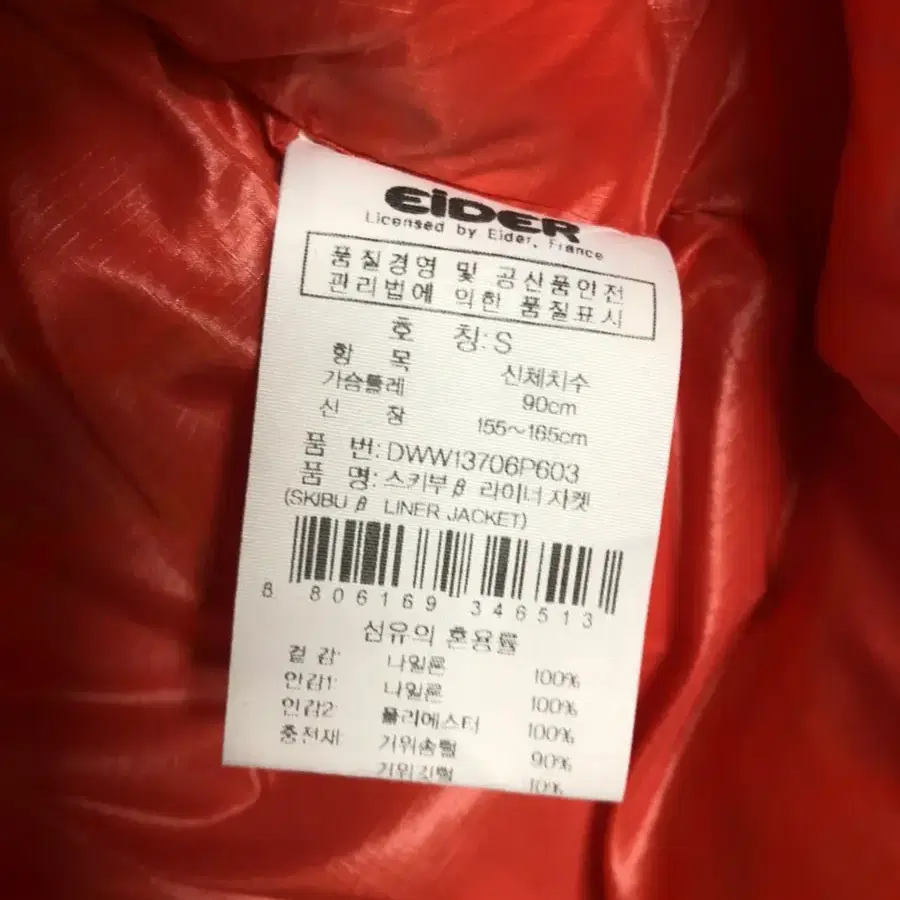 EiDER
Licensed by Eider, France
품질경영 및 공산품안전
관리법에 의한 품질표시
호 칭: S
항 목 신체치수
가슴둘레 90cm
신 장 155~165cm
품 번: DWW13706P603
품 명: 스키부 β 라이너 자켓
(SKIBU β LINER JACKET)
8 806169 346513
섬유의 혼용률
겉 감: 나일론 100%
안감1: 나일론 100%
안감2: 폴리에스터 100%
충전재: 거위솜털 90%
거위깃털 10%